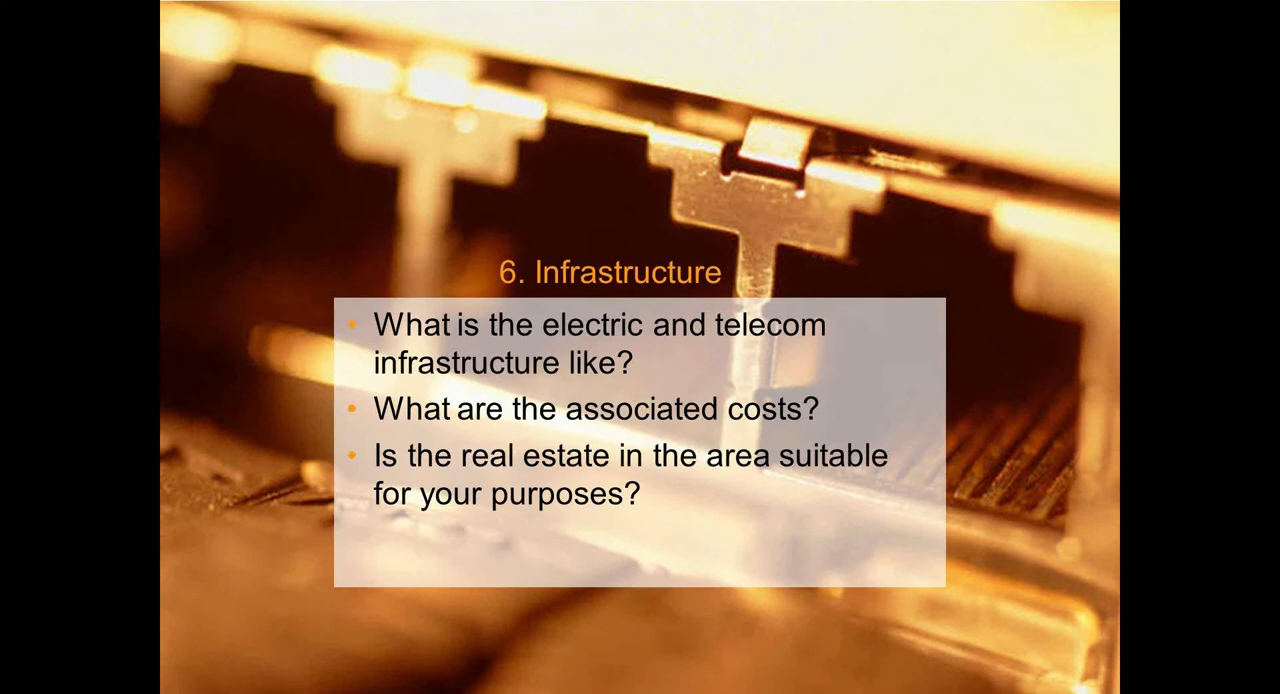 6. Infrastructure
• What is the electric and telecom
infrastructure like?
• What are the associated costs?
• Is the real estate in the area suitable
for your purposes?